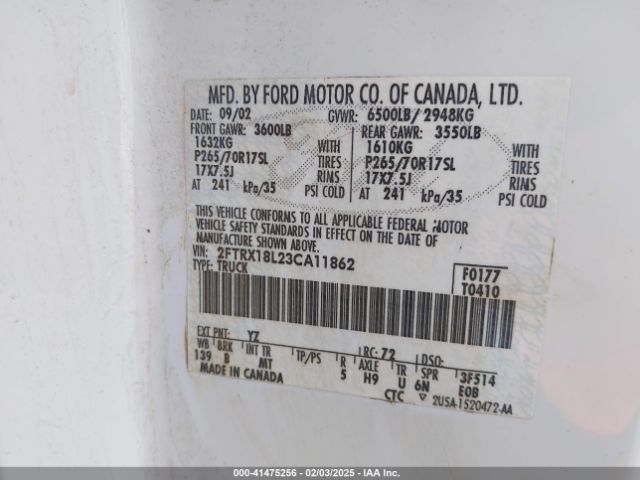 MFD. BY FORD MOTOR CO. OF CANADA, LTD.
DATE: 09/02 GVWR: 6500LB/ 2948KG
FRONT GAWR: 3600LB REAR GAWR: 3550LB
1632KG WITH 1610KG WITH
P265/70R17SL TIRES P265/70R17SL TIRES
17X7.5J RIMS 17X7.5J RIMS
AT 241 kPa/35 PSI COLD AT 241 kPa/35 PSI COLD
THIS VEHICLE CONFORMS TO ALL APPLICABLE FEDERAL MOTOR
VEHICLE SAFETY STANDARDS IN EFFECT ON THE DATE OF
MANUFACTURE SHOWN ABOVE.
VIN: 2FTRX18L23CA11862 F0177
TYPE: TRUCK T0410
EXT PNT: YZ RC: 72 DSO:
WB BRK INT TR TP/PS R AXLE TR SPR 3F514
139 B MT 5 H9 U 6N EOB
MADE IN CANADA CTC ▽ 2USA-1520472-AA
000-41475256 - 02/03/2025 - IAA Inc.